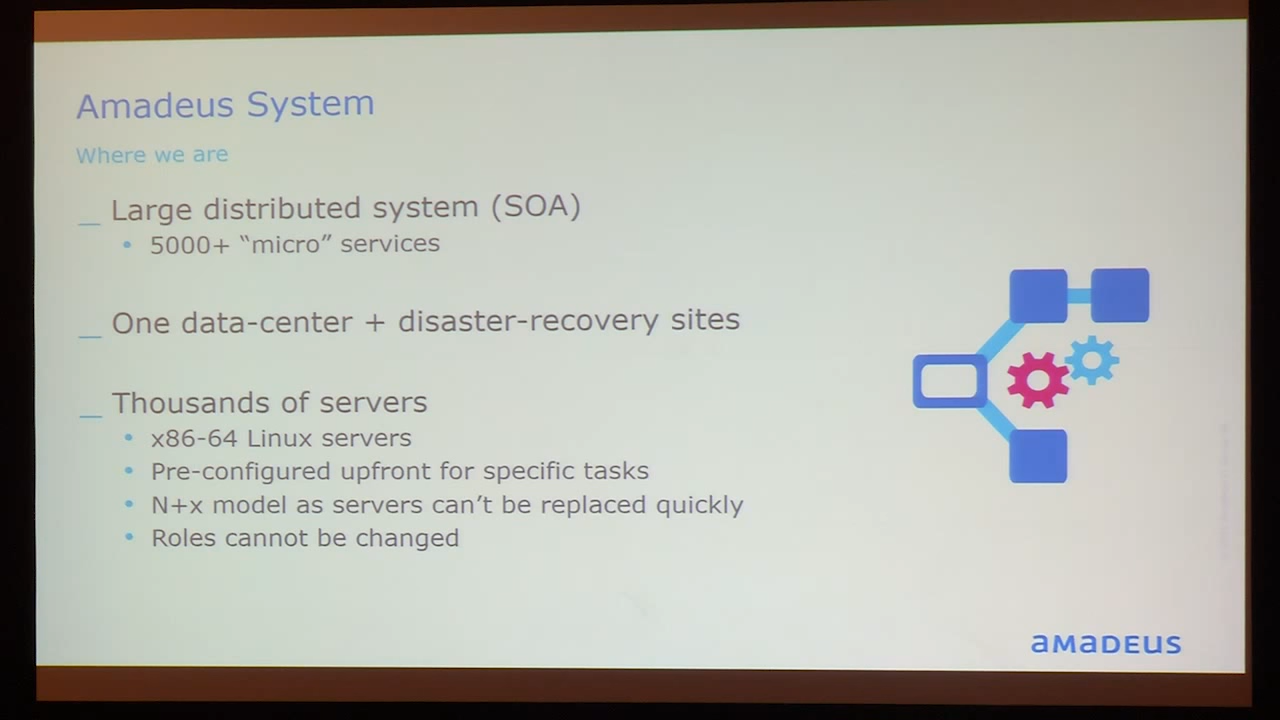 Amadeus System
Where we are
_ Large distributed system (SOA)
• 5000+ “micro” services
_ One data-center + disaster-recovery sites
_ Thousands of servers
• x86-64 Linux servers
• Pre-configured upfront for specific tasks
• N+x model as servers can’t be replaced quickly
• Roles cannot be changed
amadeus